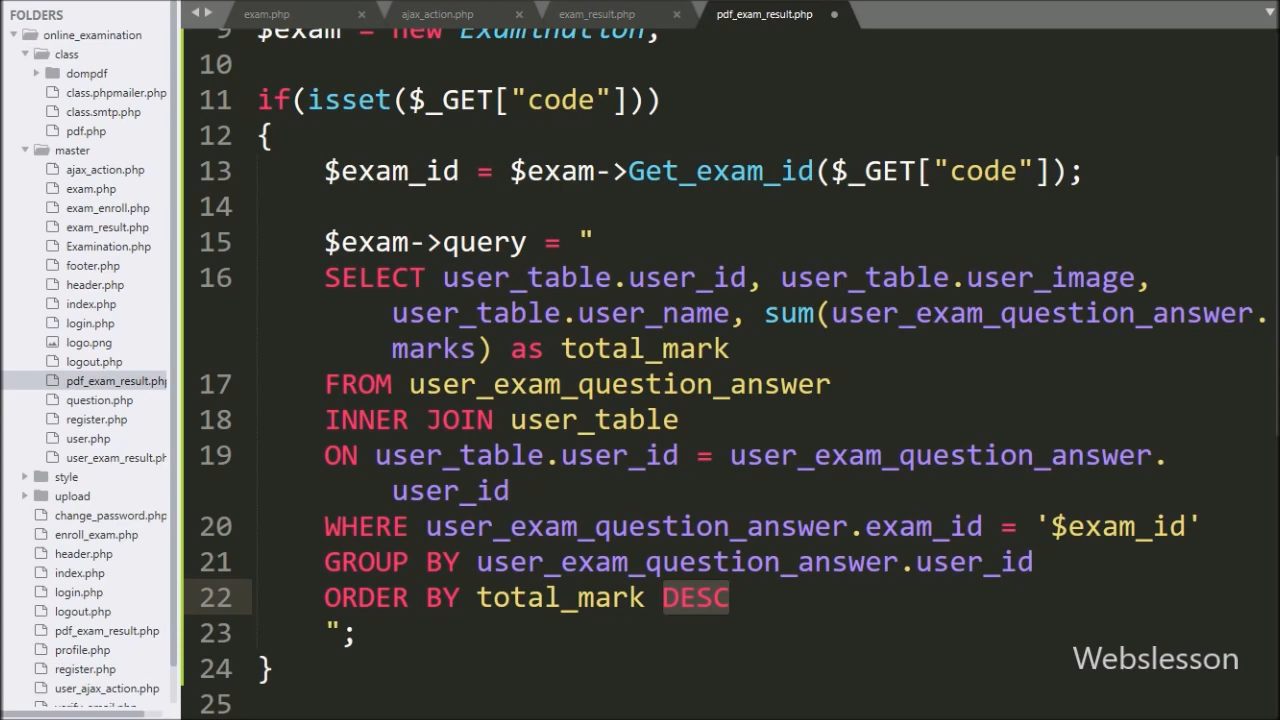 FOLDERS
online_examination
class
dompdf
class.phpmailer.php
class.smtp.php
pdf.php
master
ajax_action.php
exam.php
exam_enroll.php
exam_result.php
Examination.php
footer.php
header.php
index.php
login.php
logo.png
logout.php
pdf_exam_result.php
question.php
register.php
user.php
user_exam_result.ph
style
upload
change_password.php
enroll_exam.php
header.php
index.php
login.php
logout.php
pdf_exam_result.php
profile.php
register.php
user_ajax_action.php
verify_email.php
exam.php
ajax_action.php
exam_result.php
pdf_exam_result.php
9 $exam = new Examination;
10
11 if(isset($_GET["code"]))
12 {
13 $exam_id = $exam->Get_exam_id($_GET["code"]);
14
15 $exam->query = "
16 SELECT user_table.user_id, user_table.user_image,
user_table.user_name, sum(user_exam_question_answer.
marks) as total_mark
17 FROM user_exam_question_answer
18 INNER JOIN user_table
19 ON user_table.user_id = user_exam_question_answer.
user_id
20 WHERE user_exam_question_answer.exam_id = '$exam_id'
21 GROUP BY user_exam_question_answer.user_id
22 ORDER BY total_mark DESC
23 ";
24 }
25
Webslesson